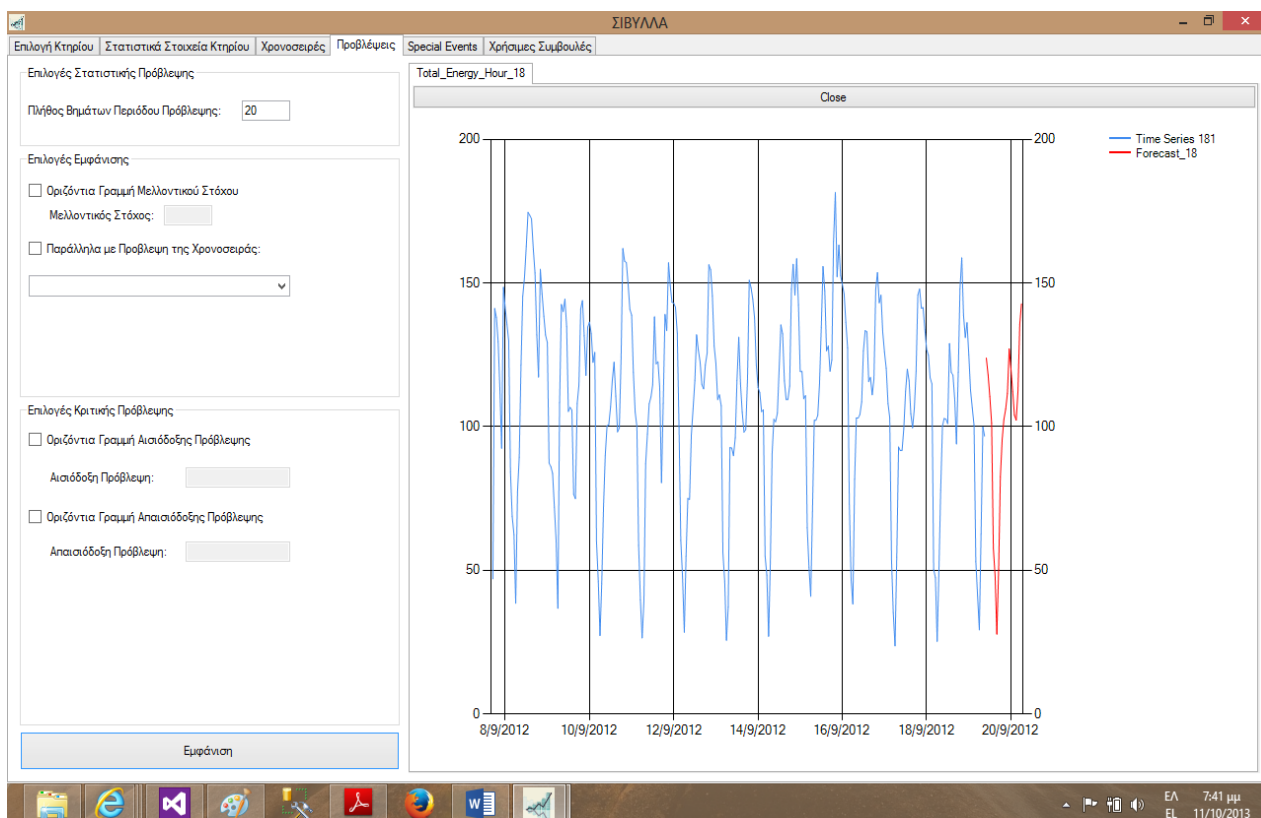 ΣΙΒΥΛΛΑ
Επιλογή Κτηρίου Στατιστικά Στοιχεία Κτηρίου Χρονοσειρές Προβλέψεις Special Events Χρήσιμες Συμβουλές
Επιλογές Στατιστικής Πρόβλεψης
Πλήθος Βημάτων Περιόδου Πρόβλεψης: 20
Επιλογές Εμφάνισης
Οριζόντια Γραμμή Μελλοντικού Στόχου
Μελλοντικός Στόχος:
Παράλληλα με Προβλεψη της Χρονοσειράς:
Επιλογές Κριτικής Πρόβλεψης
Οριζόντια Γραμμή Αισιόδοξης Πρόβλεψης
Αισιόδοξη Πρόβλεψη:
Οριζόντια Γραμμή Απαισιόδοξης Πρόβλεψης
Απαισιόδοξη Πρόβλεψη:
Εμφάνιση
Total_Energy_Hour_18
Close
200 200
150 150
100 100
50 50
0 0
8/9/2012 10/9/2012 12/9/2012 14/9/2012 16/9/2012 18/9/2012 20/9/2012
Time Series 181
Forecast_18
ΕΛ 7:41 μμ
EL 11/10/2013